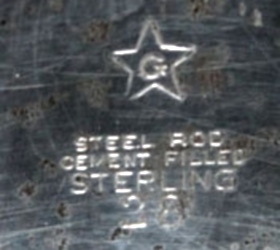 G
STEEL ROD
CEMENT FILLED
STERLING